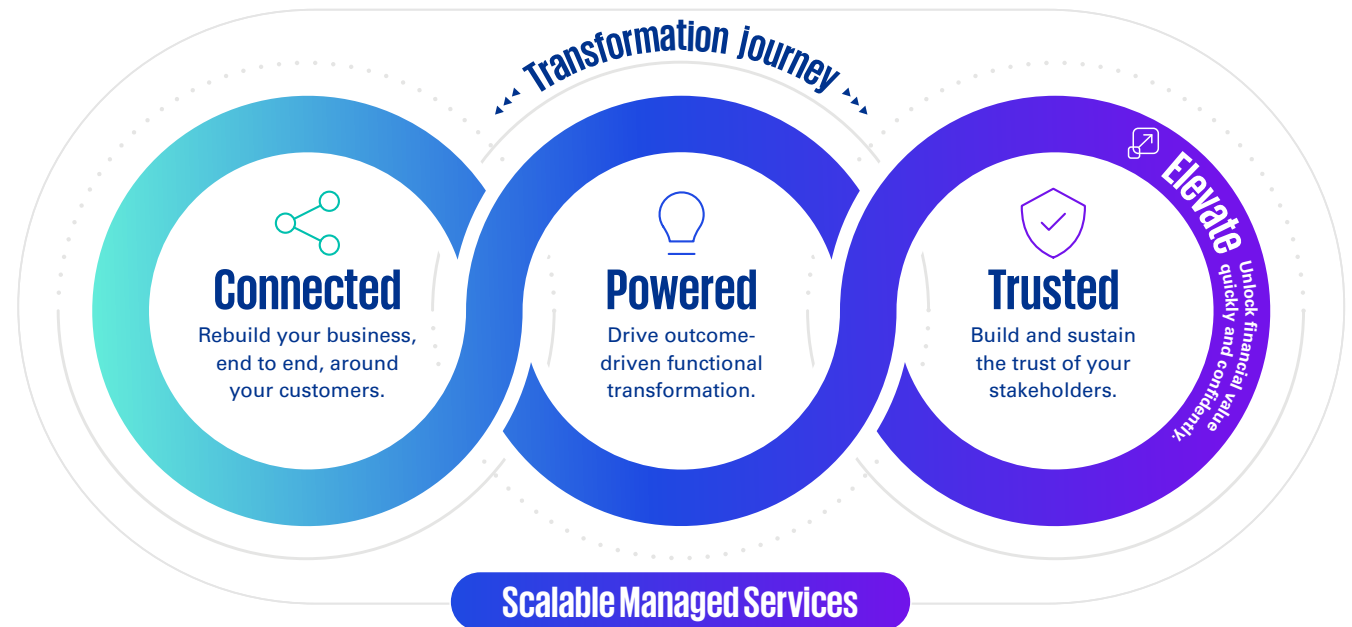 Transformation journey
Connected
Rebuild your business,
end to end, around
your customers.
Powered
Drive outcome-
driven functional
transformation.
Trusted
Build and sustain
the trust of your
stakeholders.
Elevate
Unlock financial value
quickly and confidently.
Scalable Managed Services